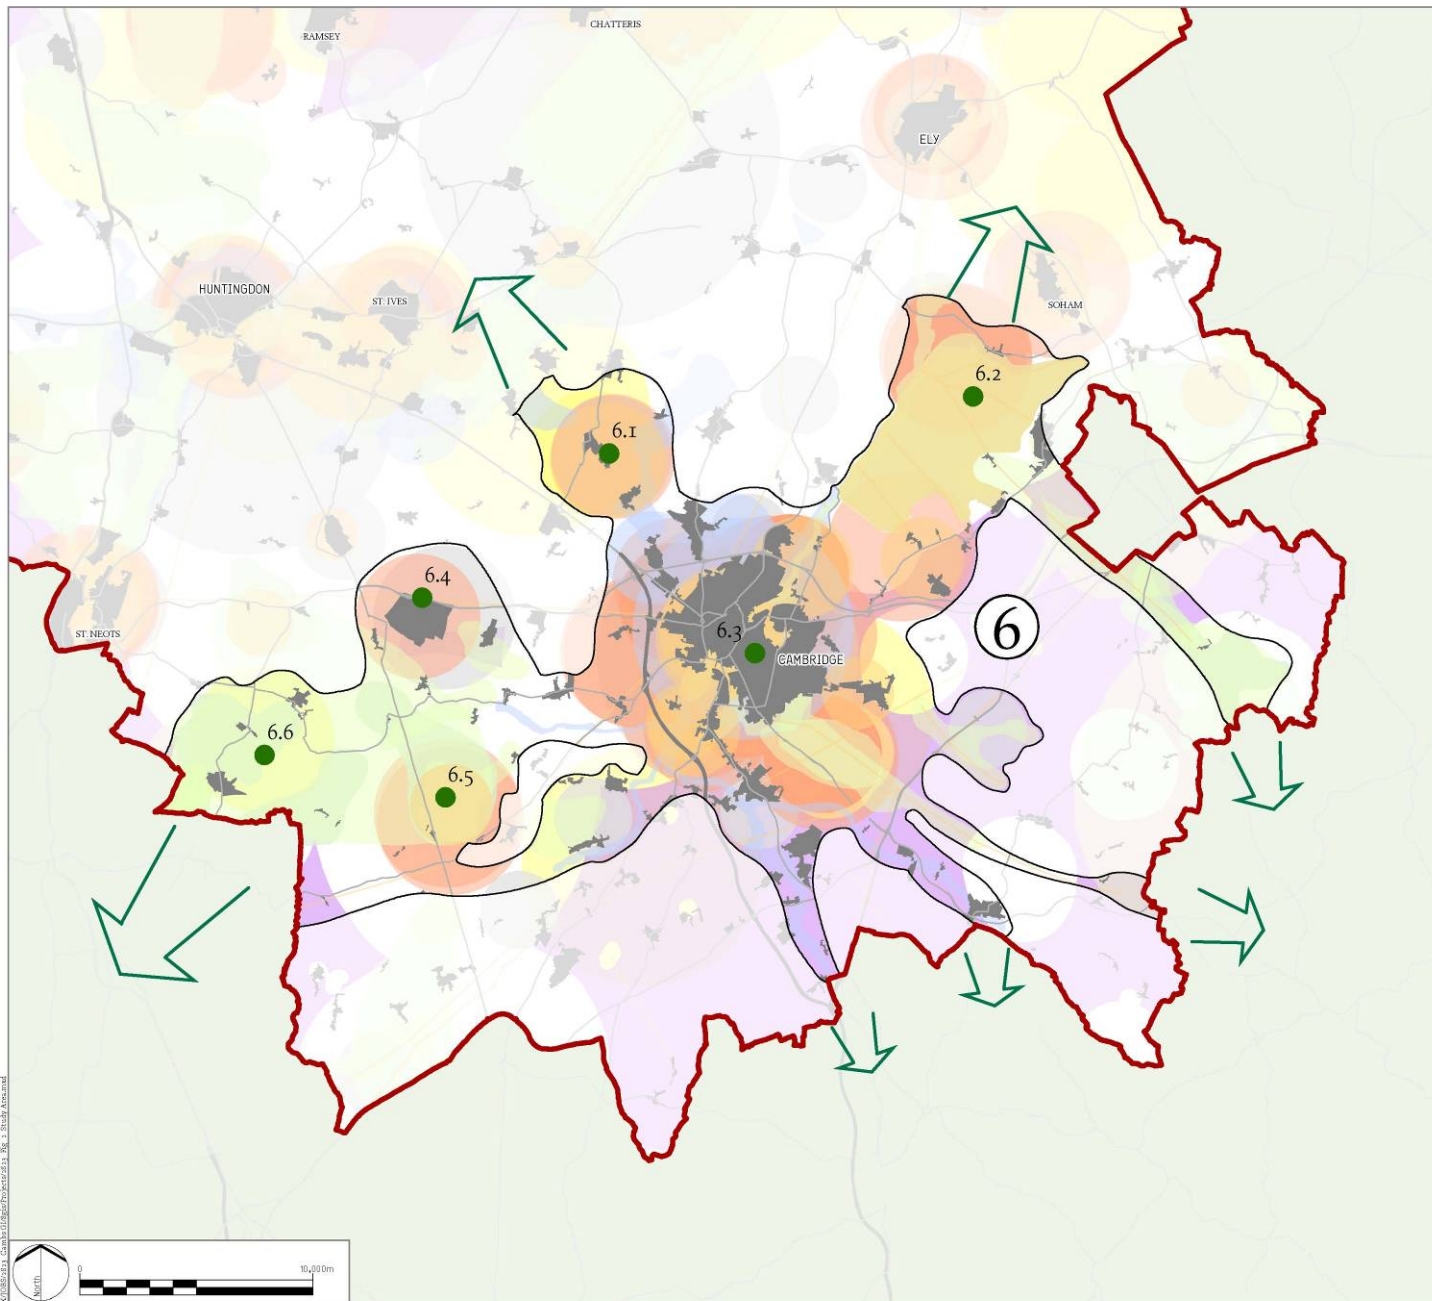 CHATTERIS
RAMSEY
ELY
HUNTINGDON
ST. IVES
SOHAM
6.2
6.1
6.4
6
ST. NEOTS
6.3
CAMBRIDGE
6.6
6.5
North
0
10,000m